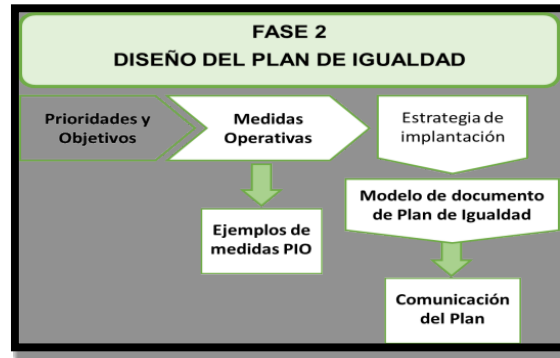 FASE 2
DISEÑO DEL PLAN DE IGUALDAD
Prioridades y
Objetivos
Medidas
Operativas
Estrategia de
implantación
Ejemplos de
medidas PIO
Modelo de documento
de Plan de Igualdad
Comunicación
del Plan